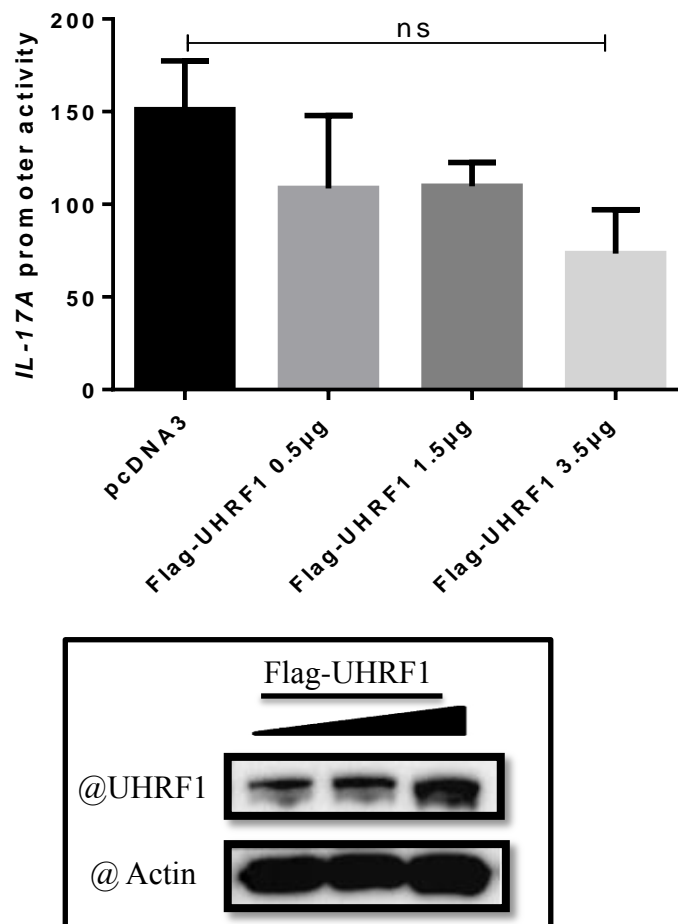 200
150
100
50
0
IL-17A promoter activity
ns
pcDNA3
Flag-UHRF1 0.5µg
Flag-UHRF1 1.5µg
Flag-UHRF1 3.5µg
Flag-UHRF1
@UHRF1
@ Actin